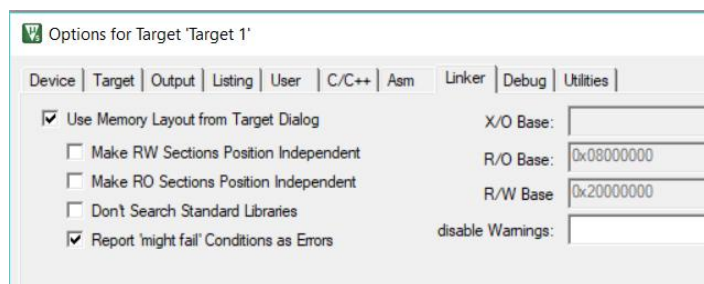 Options for Target 'Target 1'
Device Target Output Listing User C/C++ Asm Linker Debug Utilities
Use Memory Layout from Target Dialog
Make RW Sections Position Independent
Make RO Sections Position Independent
Don't Search Standard Libraries
Report 'might fail' Conditions as Errors
X/O Base:
R/O Base: 0x08000000
R/W Base 0x20000000
disable Warnings: